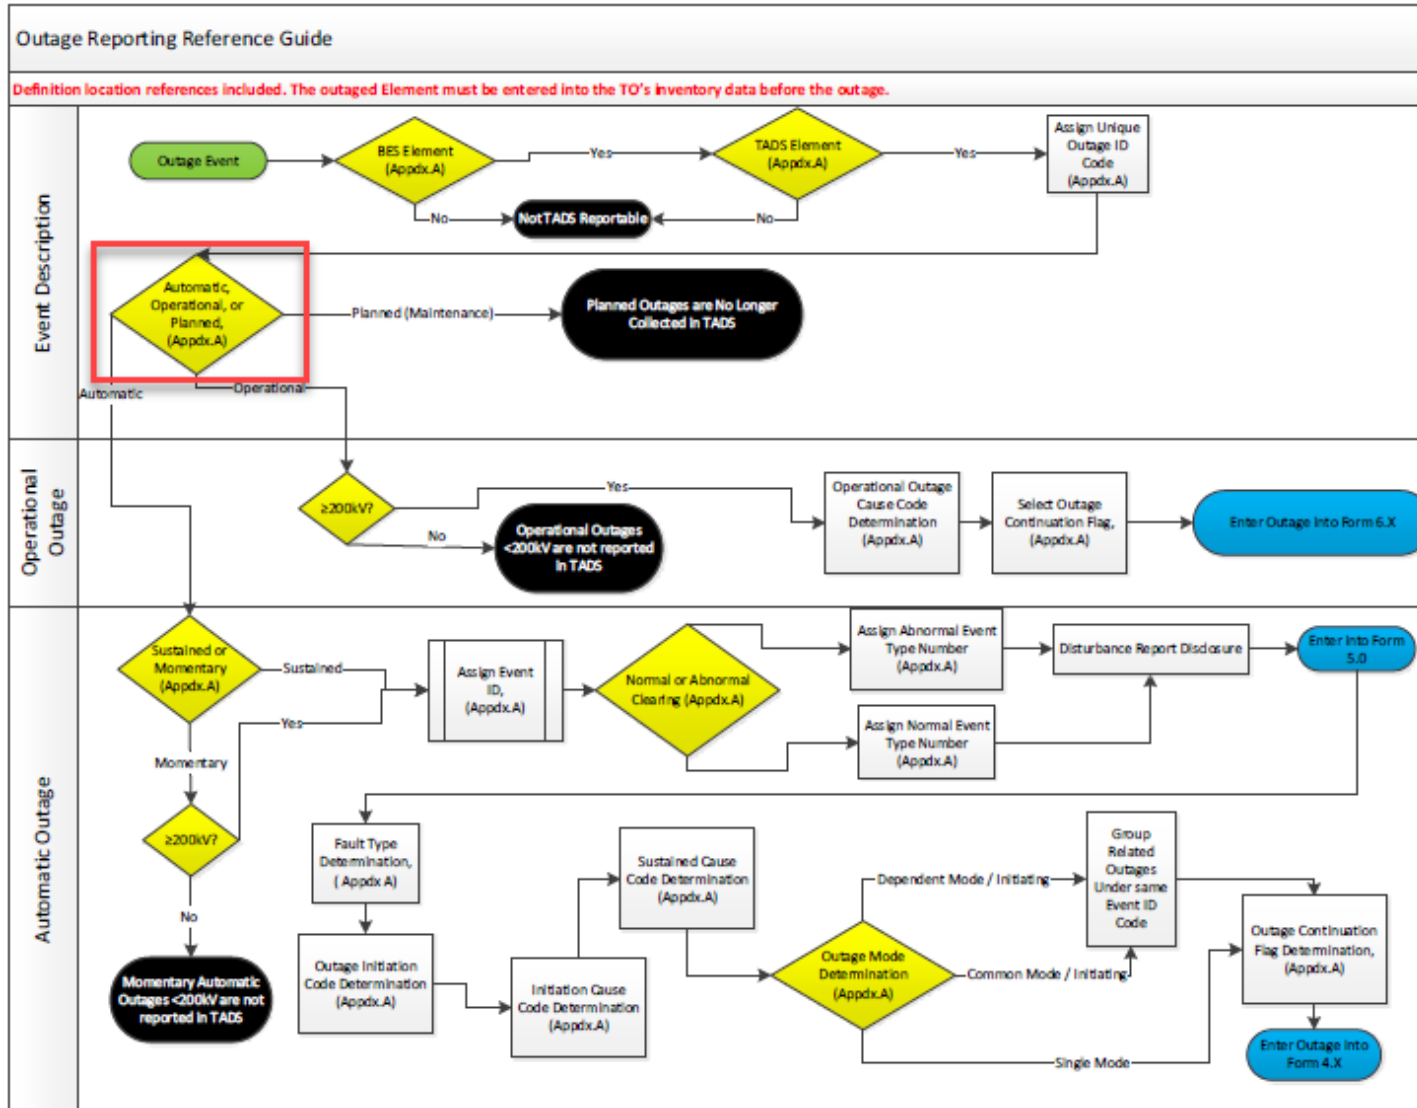 Outage Reporting Reference Guide
Definition location references included. The outaged Element must be entered into the TO's inventory data before the outage.
Event Description
Outage Event
BES Element
(Appdx.A)
Yes
No
TADS Element
(Appdx.A)
Yes
No
Assign Unique
Outage ID
Code
(Appdx.A)
Not TADS Reportable
Automatic,
Operational, or
Planned,
(Appdx.A)
Planned (Maintenance)
Planned Outages are No Longer
Collected in TADS
Automatic
Operational
Operational
Outage
≥200kV?
Yes
No
Operational Outages
<200kV are not reported
in TADS
Operational Outage
Cause Code
Determination
(Appdx.A)
Select Outage
Continuation Flag,
(Appdx.A)
Enter Outage into Form 6.X
Automatic Outage
Sustained or
Momentary
(Appdx.A)
Sustained
Yes
Momentary
≥200kV?
No
Momentary Automatic
Outages <200kV are not
reported in TADS
Assign Event
ID,
(Appdx.A)
Normal or Abnormal
Clearing (Appdx.A)
Assign Abnormal Event
Type Number
(Appdx.A)
Assign Normal Event
Type Number
(Appdx.A)
Disturbance Report Disclosure
Enter into Form
5.0
Fault Type
Determination,
( Appdx A)
Outage Initiation
Code Determination
(Appdx.A)
Initiation Cause
Code Determination
(Appdx.A)
Sustained Cause
Code Determination
(Appdx.A)
Outage Mode
Determination
(Appdx.A)
Dependent Mode / Initiating
Common Mode / Initiating
Single Mode
Group
Related
Outages
Under same
Event ID
Code
Outage Continuation
Flag Determination,
(Appdx.A)
Enter Outage into
Form 4.X